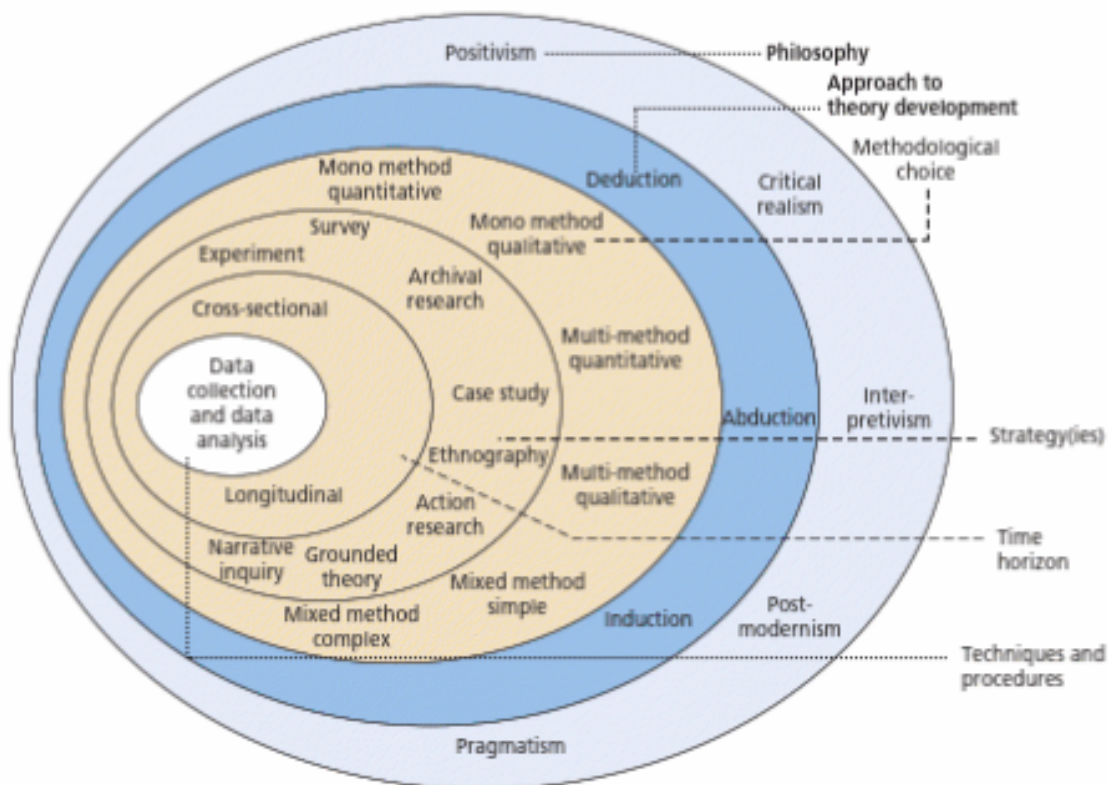 Positivism
Philosophy
Approach to
theory development
Methodological
choice
Mono method
quantitative
Deduction
Critical
realism
Mono method
qualitative
Survey
Experiment
Archival
research
Cross-sectional
Multi-method
quantitative
Data
collection
and data
analysis
Case study
Abduction
Inter-
pretivism
Strategy(ies)
Ethnography
Multi-method
qualitative
Longitudinal
Action
research
Time
horizon
Narrative
inquiry
Grounded
theory
Mixed method
simple
Mixed method
complex
Induction
Post-
modernism
Techniques and
procedures
Pragmatism